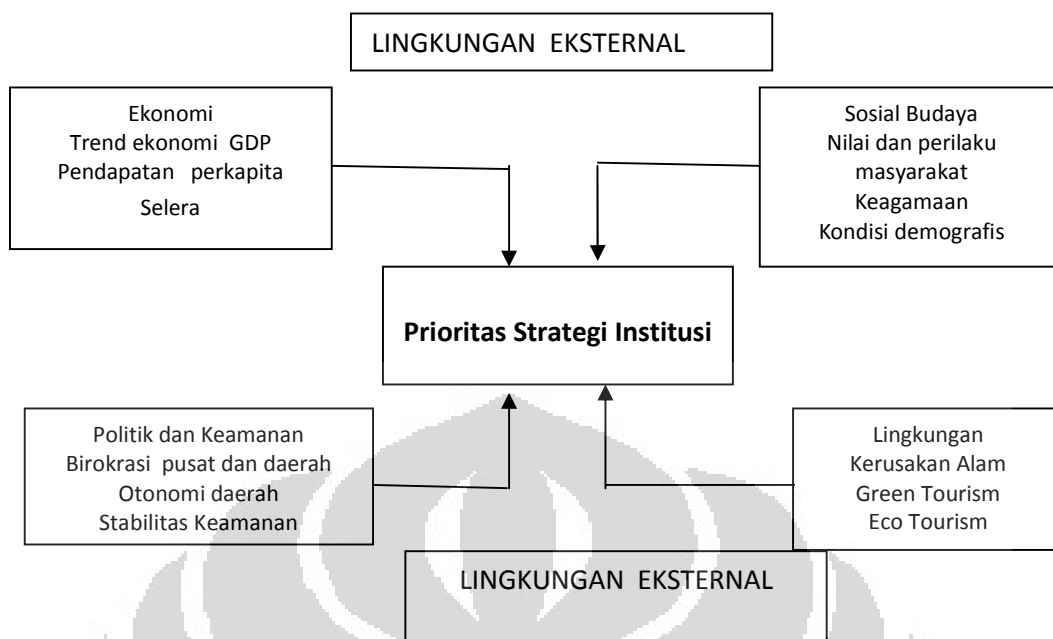 LINGKUNGAN EKSTERNAL
Ekonomi
Trend ekonomi GDP
Pendapatan perkapita
Selera
Sosial Budaya
Nilai dan perilaku
masyarakat
Keagamaan
Kondisi demografis
Prioritas Strategi Institusi
Politik dan Keamanan
Birokrasi pusat dan daerah
Otonomi daerah
Stabilitas Keamanan
Lingkungan
Kerusakan Alam
Green Tourism
Eco Tourism
LINGKUNGAN EKSTERNAL